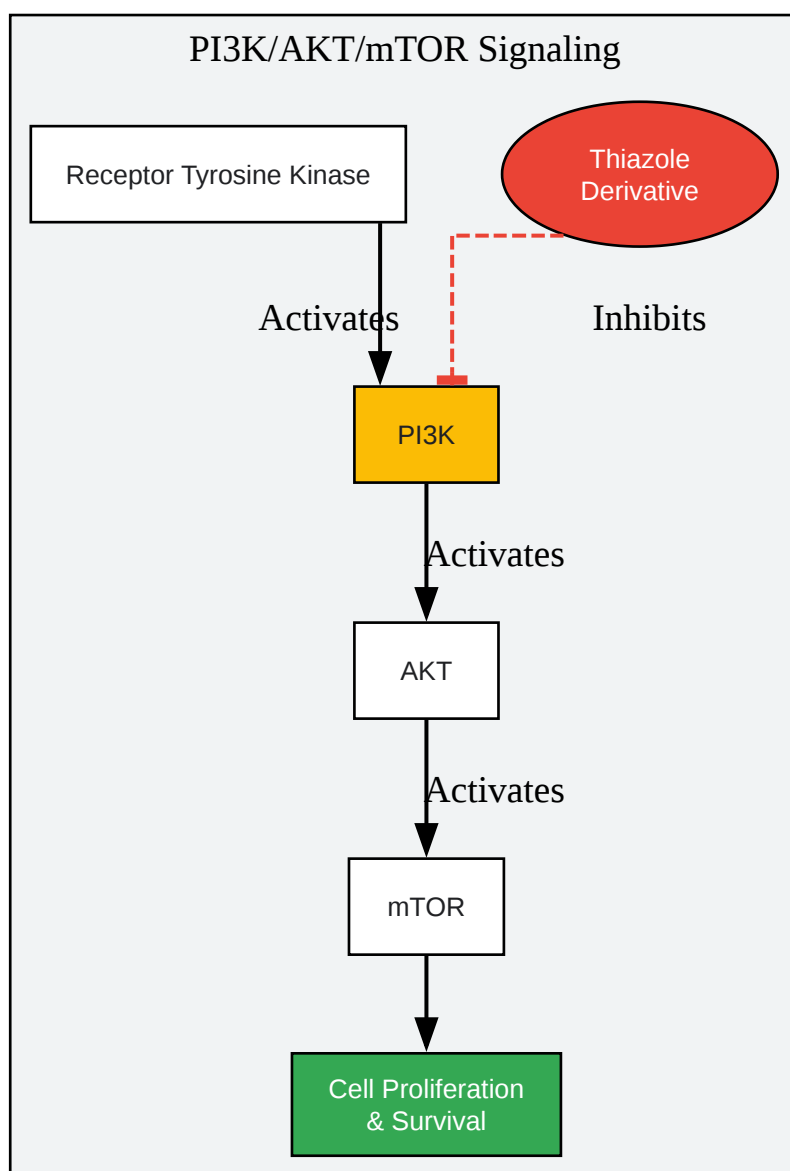 PI3K/AKT/mTOR Signaling
Receptor Tyrosine Kinase
Thiazole
Derivative
Activates
Inhibits
PI3K
Activates
AKT
Activates
mTOR
Cell Proliferation
& Survival